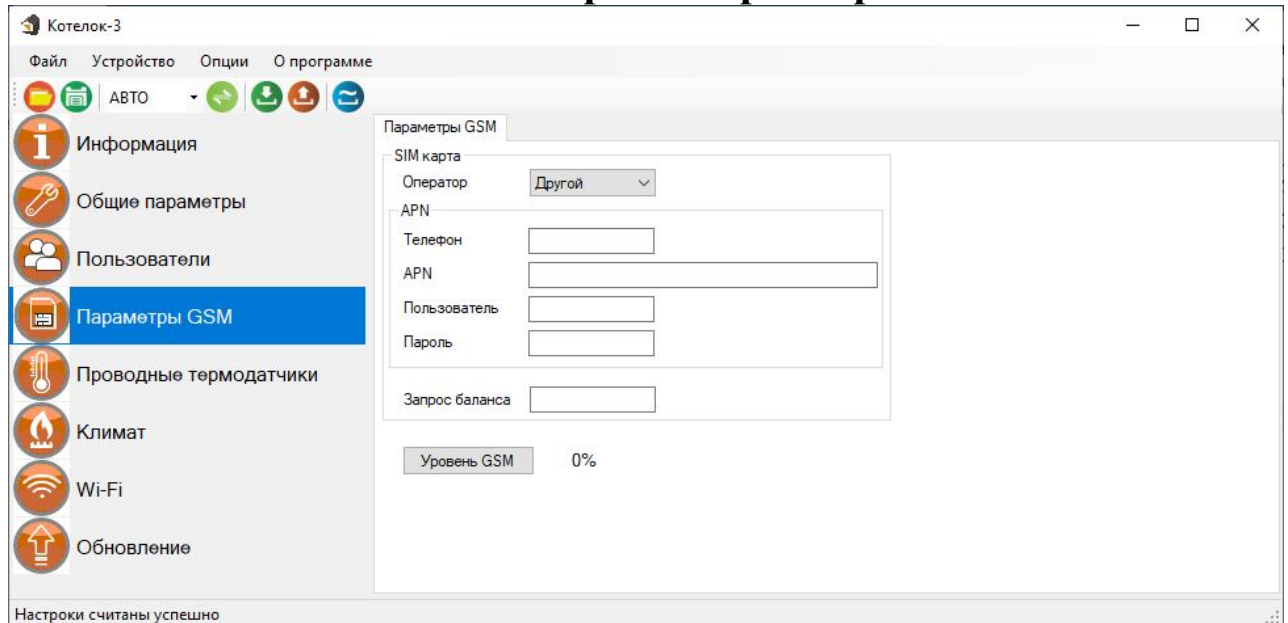 Котелок-3
Файл Устройство Опции О программе
АВТО
Информация
Общие параметры
Пользователи
Параметры GSM
Проводные термодатчики
Климат
Wi-Fi
Обновление
Параметры GSM
SIM карта
Оператор Другой
APN
Телефон
APN
Пользователь
Пароль
Запрос баланса
Уровень GSM 0%
Настроки считаны успешно